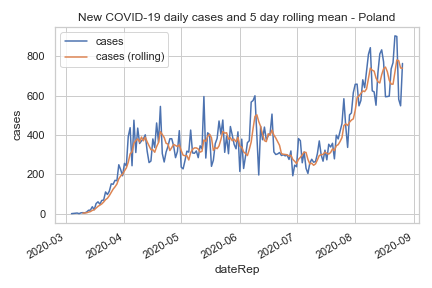 New COVID-19 daily cases and 5 day rolling mean - Poland
cases
cases (rolling)
cases
800
600
400
200
0
2020-03
2020-04
2020-05
2020-06
2020-07
2020-08
2020-09
dateRep